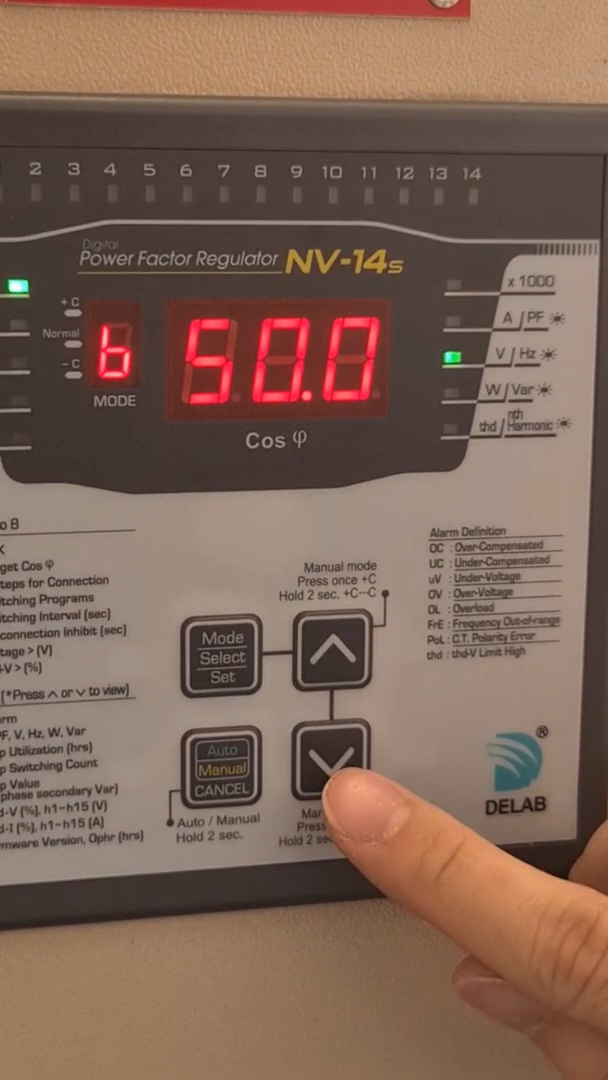 2 3 4 5 6 7 8 9 10 11 12 13 14
Digital
Power Factor Regulator NV-14s
+ C
Normal
- C
b
MODE
50.0
Cos φ
x 1000
A / PF
V / Hz
W / Var
thd / nth Harmonic
o 8
get Cos φ
teps for Connection
tching Programs
itching Interval (sec)
connection Inhibit (sec)
tage > (V)
-V > (%)
(*Press ∧ or ∨ to view)
rm
PF, V, Hz, W, Var
p Utilization (hrs)
p Switching Count
p Value
phase secondary Var)
d-V (%), h1~h15 (V)
d-I (%), h1~h15 (A)
mware Version, Ophr (hrs)
Manual mode
Press once +C
Hold 2 sec. +C···C
Mode
Select
Set
Auto
Manual
CANCEL
Auto / Manual
Hold 2 sec.
Mar
Press
Hold 2 sec
Alarm Definition
OC : Over-Compensated
UC : Under-Compensated
uV : Under-Voltage
OV : Over-Voltage
OL : Overload
FrE : Frequency Out-of-range
PoL : C.T. Polarity Error
thd : thd-V Limit High
DELAB ®